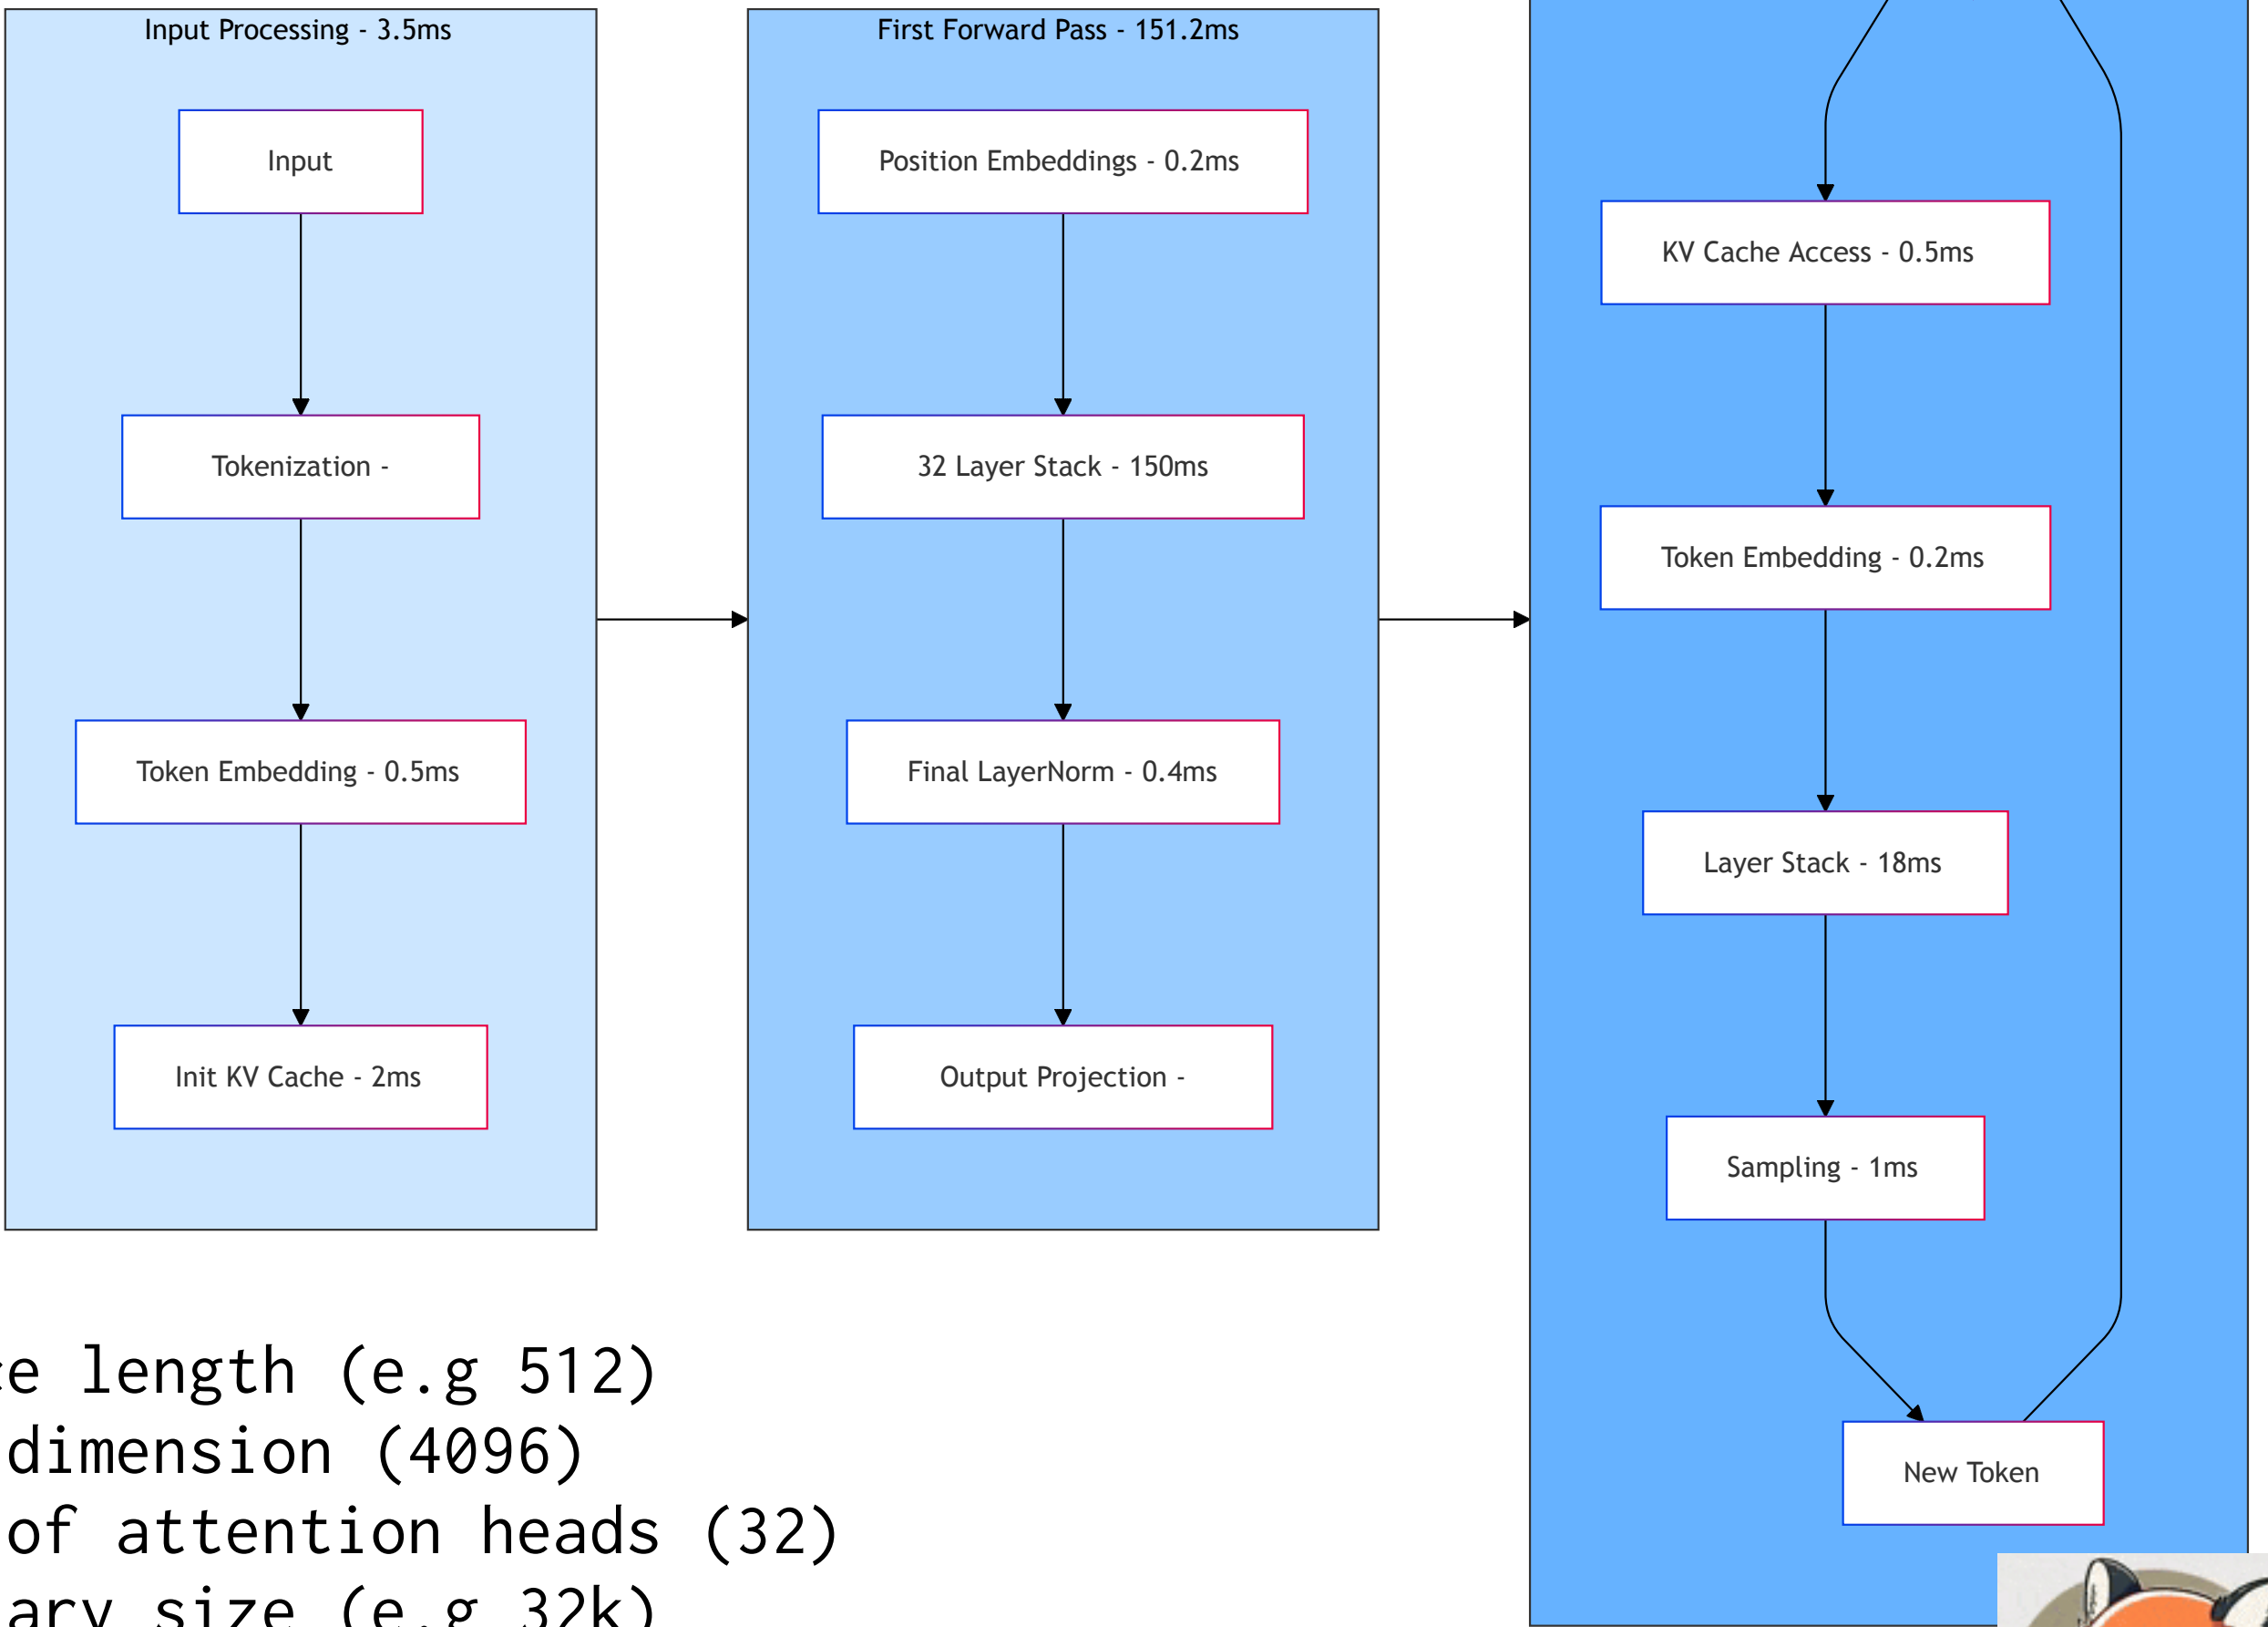 Input Processing - 3.5ms
Input
Tokenization -
Token Embedding - 0.5ms
Init KV Cache - 2ms
First Forward Pass - 151.2ms
Position Embeddings - 0.2ms
32 Layer Stack - 150ms
Final LayerNorm - 0.4ms
Output Projection -
KV Cache Access - 0.5ms
Token Embedding - 0.2ms
Layer Stack - 18ms
Sampling - 1ms
New Token
length (e.g 512)
dimension (4096)
of attention heads (32)
size (e.g 32k)